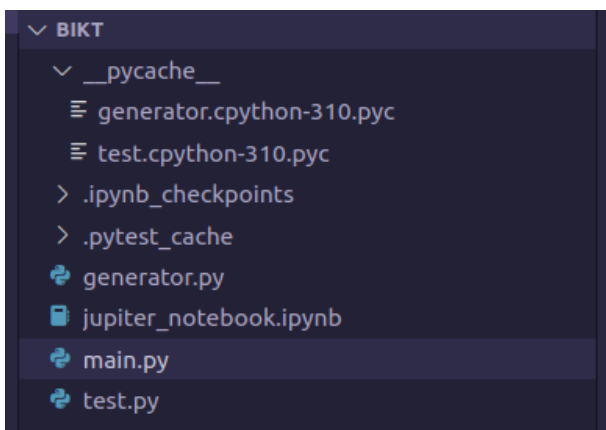 BIKT
__pycache__
generator.cpython-310.pyc
test.cpython-310.pyc
.ipynb_checkpoints
.pytest_cache
generator.py
jupiter_notebook.ipynb
main.py
test.py